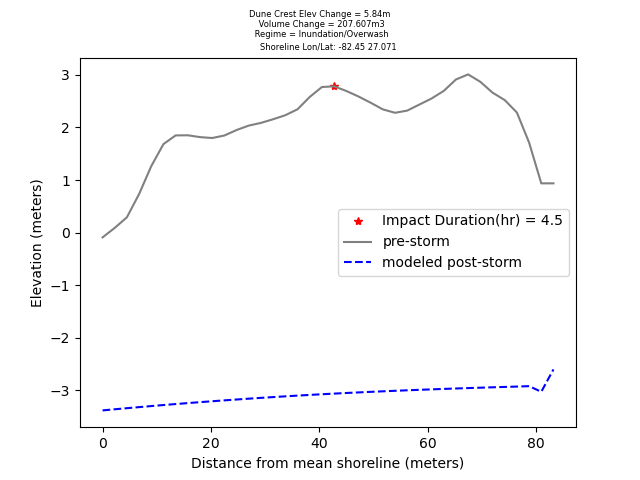 Dune Crest Elev Change = 5.84m
Volume Change = 207.607m3
Regime = Inundation/Overwash
Shoreline Lon/Lat: -82.45 27.071
3
2
1
0
−1
−2
−3
Elevation (meters)
Impact Duration(hr) = 4.5
pre-storm
modeled post-storm
0 20 40 60 80
Distance from mean shoreline (meters)